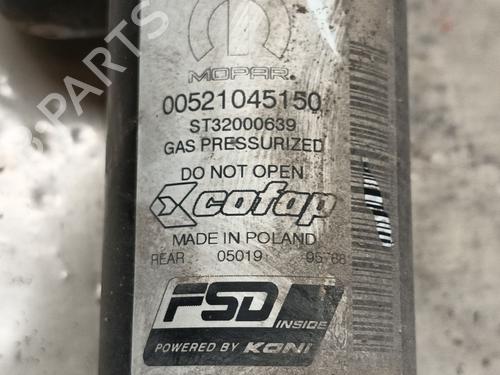 MOPAR.
00521045150
ST32000639
GAS PRESSURIZED
DO NOT OPEN
cofap
MADE IN POLAND
REAR 05019
FSD
INSIDE
POWERED BY KONI